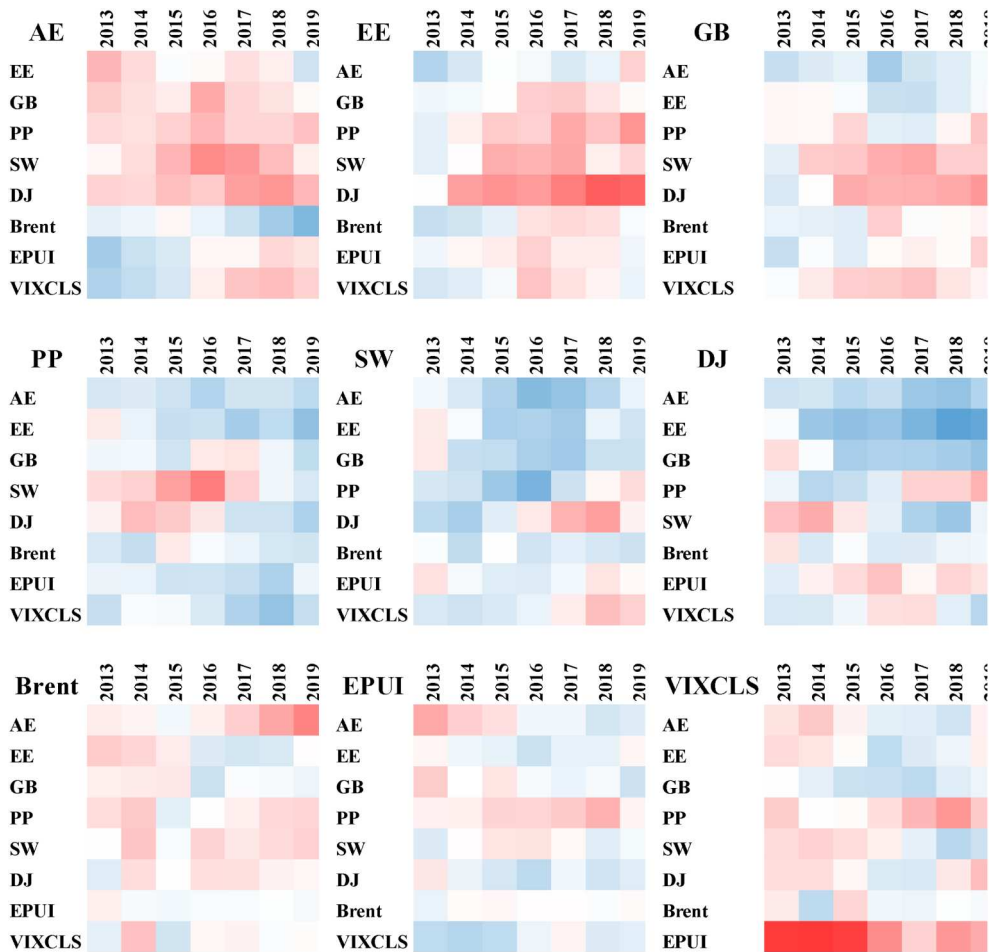 AE 2013 2014 2015 2016 2017 2018 2019
EE
GB
PP
SW
DJ
Brent
EPUI
VIXCLS
EE 2013 2014 2015 2016 2017 2018 2019
AE
GB
PP
SW
DJ
Brent
EPUI
VIXCLS
GB 2013 2014 2015 2016 2017 2018
AE
EE
PP
SW
DJ
Brent
EPUI
VIXCLS
PP 2013 2014 2015 2016 2017 2018 2019
AE
EE
GB
SW
DJ
Brent
EPUI
VIXCLS
SW 2013 2014 2015 2016 2017 2018 2019
AE
EE
GB
PP
DJ
Brent
EPUI
VIXCLS
DJ 2013 2014 2015 2016 2017 2018
AE
EE
GB
PP
SW
Brent
EPUI
VIXCLS
Brent 2013 2014 2015 2016 2017 2018 2019
AE
EE
GB
PP
SW
DJ
EPUI
VIXCLS
EPUI 2013 2014 2015 2016 2017 2018 2019
AE
EE
GB
PP
SW
DJ
Brent
VIXCLS
VIXCLS 2013 2014 2015 2016 2017 2018
AE
EE
GB
PP
SW
DJ
Brent
EPUI